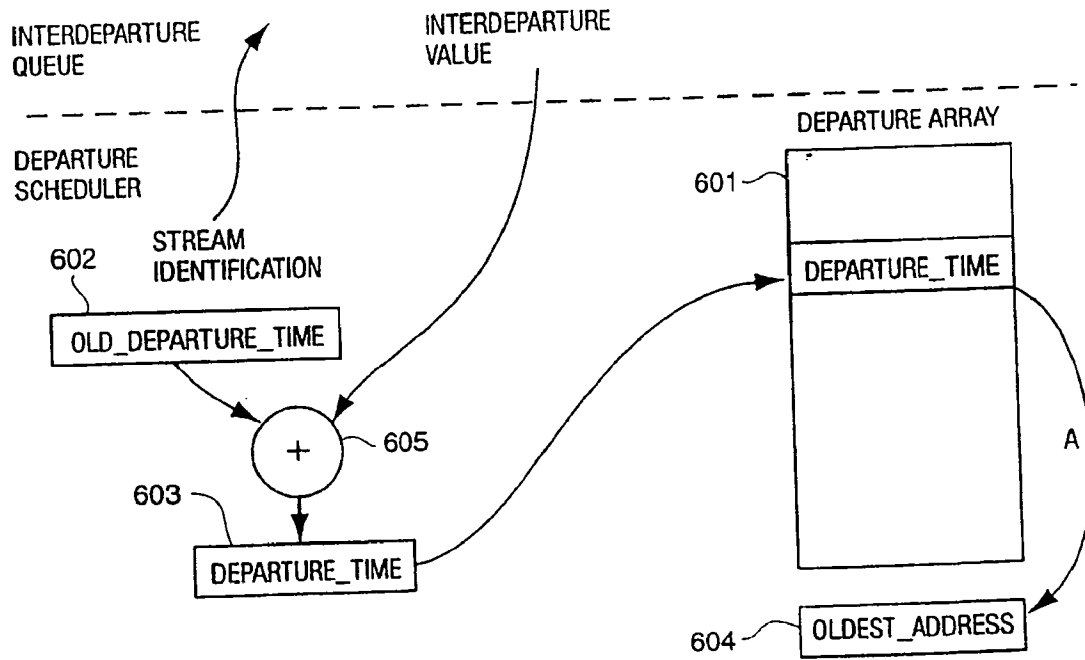 INTERDEPARTURE
QUEUE
INTERDEPARTURE
VALUE
DEPARTURE
SCHEDULER
DEPARTURE ARRAY
601
STREAM
IDENTIFICATION
602
OLD_DEPARTURE_TIME
DEPARTURE_TIME
+
605
A
603
DEPARTURE_TIME
604
OLDEST_ADDRESS